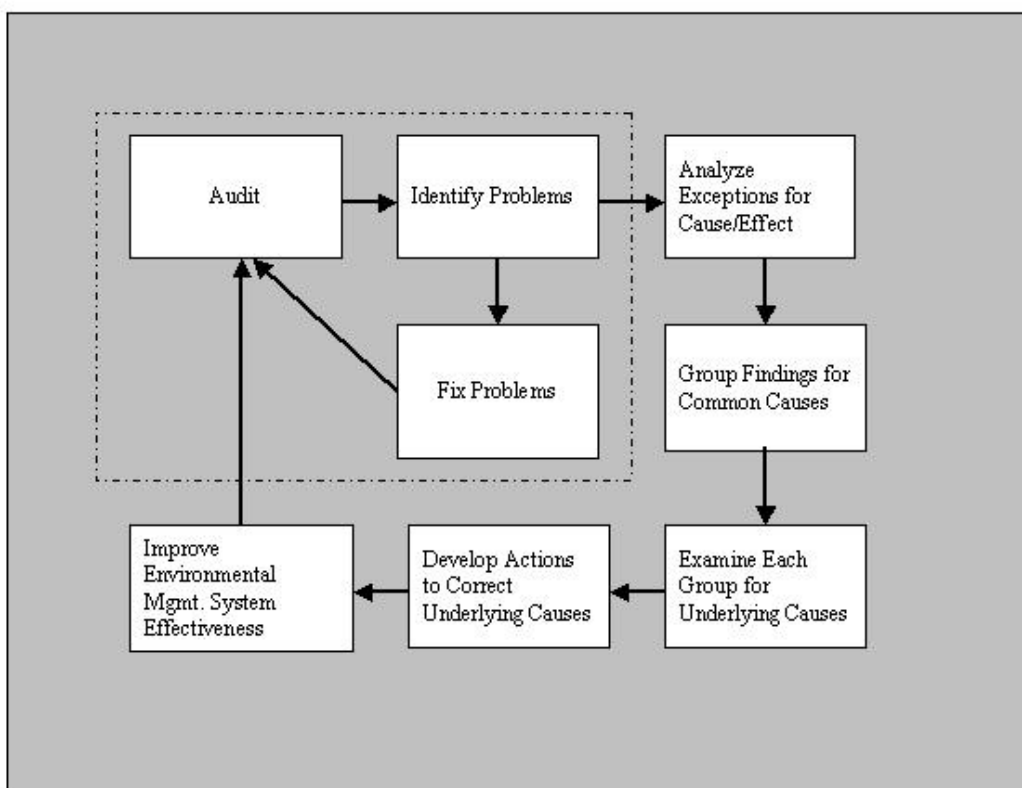 Audit
Identify Problems
Analyze
Exceptions for
Cause/Effect
Fix Problems
Group Findings for
Common Causes
Improve
Environmental
Mgmt. System
Effectiveness
Develop Actions
to Correct
Underlying Causes
Examine Each
Group for
Underlying Causes